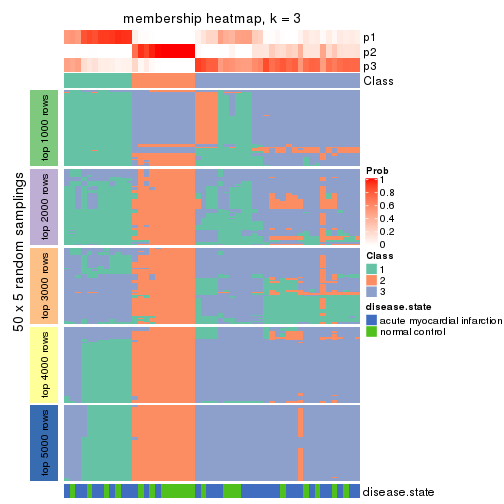 membership heatmap, k = 3
p1
p2
p3
Class
50 x 5 random samplings
top 1000 rows
top 2000 rows
top 3000 rows
top 4000 rows
top 5000 rows
Prob
1
0.8
0.6
0.4
0.2
0
Class
1
2
3
disease.state
acute myocardial infarction
normal control
disease.state